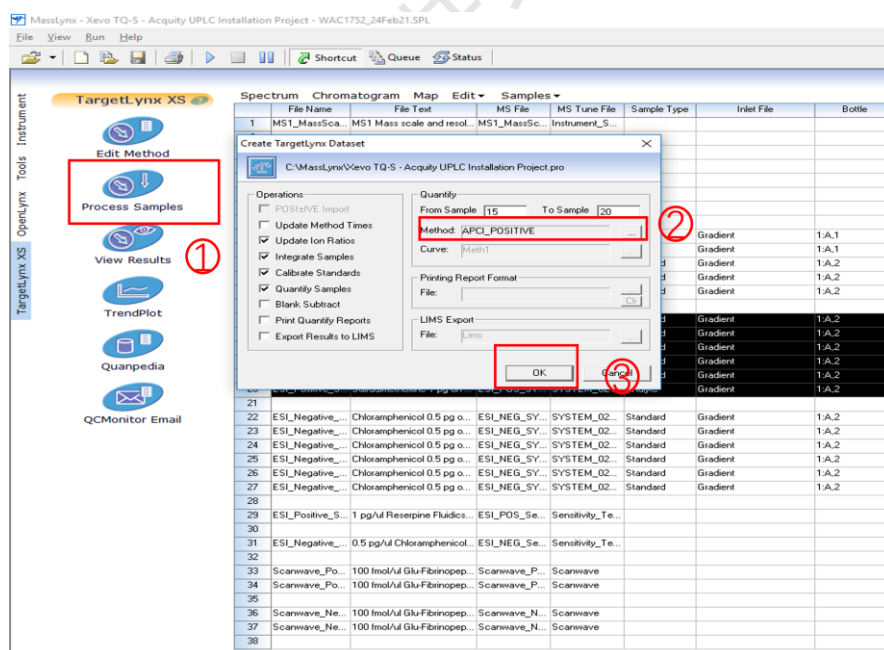 MassLynx - Xevo TQ-S - Acquity UPLC Installation Project - WAC1752_24Feb21.SPL
File View Run Help
Shortcut Queue Status
Instrument
Tools
OpenLynx
TargetLynx XS
TargetLynx XS
Edit Method
Process Samples
View Results
①
TrendPlot
Quanpedia
QCMonitor Email
Spectrum Chromatogram Map Edit Samples
File Name File Text MS File MS Tune File Sample Type Inlet File Bottle
1 MS1_MassSca... MS1 Mass scale and resol... MS1_MassSc... Instrument_S...
Create TargetLynx Dataset
C:\MassLynx\Xevo TQ-S - Acquity UPLC Installation Project.pro
Operations
POSI±IVE Import
Update Method Times
Update Ion Ratios
Integrate Samples
Calibrate Standards
Quantify Samples
Blank Subtract
Print Quantify Reports
Export Results to LIMS
Quantify
From Sample 15 To Sample 20
Method: APCI_POSITIVE ...
②
Curve: Meth1
Printing Report Format
File:
Clr
LIMS Export
File: Lims
OK
Cancel
③
Gradient 1:A,1
Gradient 1:A,1
Gradient 1:A,2
Gradient 1:A,2
Gradient 1:A,2
Gradient 1:A,2
Gradient 1:A,2
Gradient 1:A,2
Gradient 1:A,2
Gradient 1:A,2
Gradient 1:A,2
21
22 ESI_Negative_... Chloramphenicol 0.5 pg o... ESI_NEG_SY... SYSTEM_02... Standard Gradient 1:A,2
23 ESI_Negative_... Chloramphenicol 0.5 pg o... ESI_NEG_SY... SYSTEM_02... Standard Gradient 1:A,2
24 ESI_Negative_... Chloramphenicol 0.5 pg o... ESI_NEG_SY... SYSTEM_02... Standard Gradient 1:A,2
25 ESI_Negative_... Chloramphenicol 0.5 pg o... ESI_NEG_SY... SYSTEM_02... Standard Gradient 1:A,2
26 ESI_Negative_... Chloramphenicol 0.5 pg o... ESI_NEG_SY... SYSTEM_02... Standard Gradient 1:A,2
27 ESI_Negative_... Chloramphenicol 0.5 pg o... ESI_NEG_SY... SYSTEM_02... Standard Gradient 1:A,2
28
29 ESI_Positive_S... 1 pg/ul Reserpine Fluidics... ESI_POS_Se... Sensitivity_Te...
30
31 ESI_Negative_... 0.5 pg/ul Chloramphenicol... ESI_NEG_Se... Sensitivity_Te...
32
33 Scanwave_Po... 100 fmol/ul Glu-Fibrinopep... Scanwave_P... Scanwave
34 Scanwave_Po... 100 fmol/ul Glu-Fibrinopep... Scanwave_P... Scanwave
35
36 Scanwave_Ne... 100 fmol/ul Glu-Fibrinopep... Scanwave_N... Scanwave
37 Scanwave_Ne... 100 fmol/ul Glu-Fibrinopep... Scanwave_N... Scanwave
38